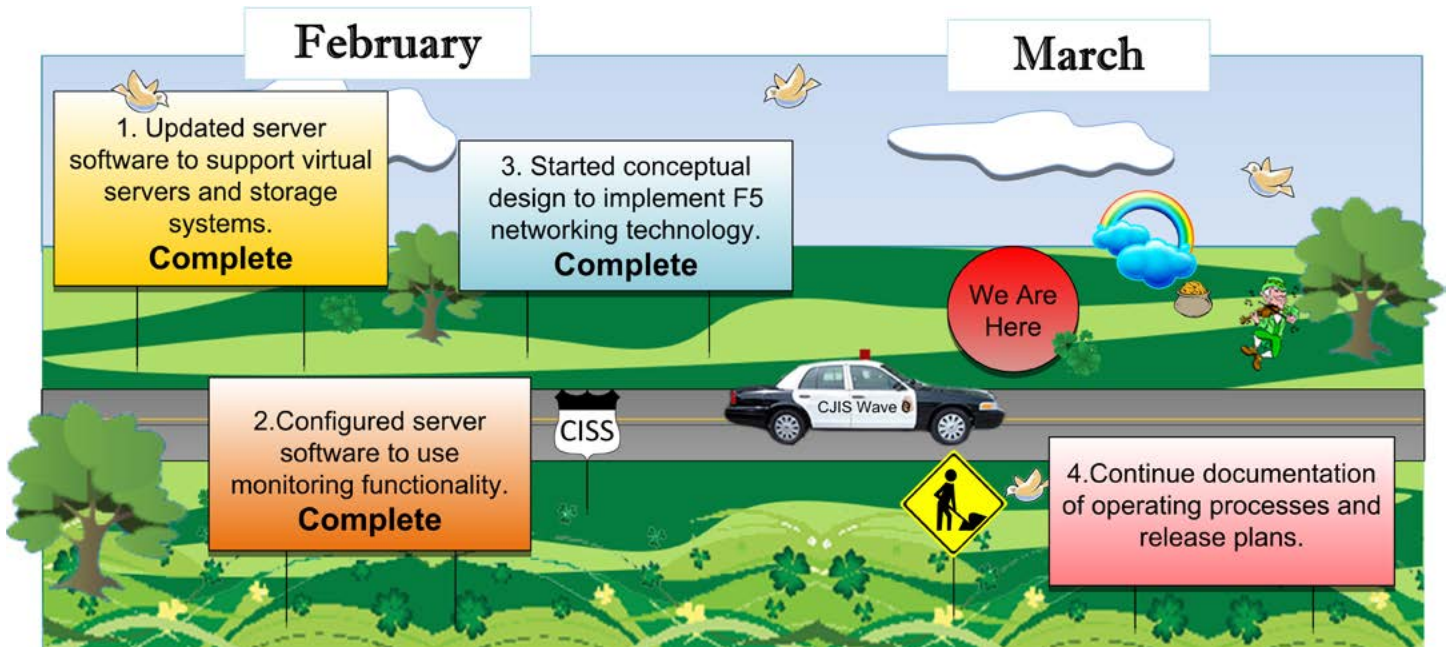 February
March
1. Updated server
software to support virtual
servers and storage
systems.
Complete
3. Started conceptual
design to implement F5
networking technology.
Complete
We Are
Here
CJIS Wave 0
CISS
2.Configured server
software to use
monitoring functionality.
Complete
4.Continue documentation
of operating processes and
release plans.